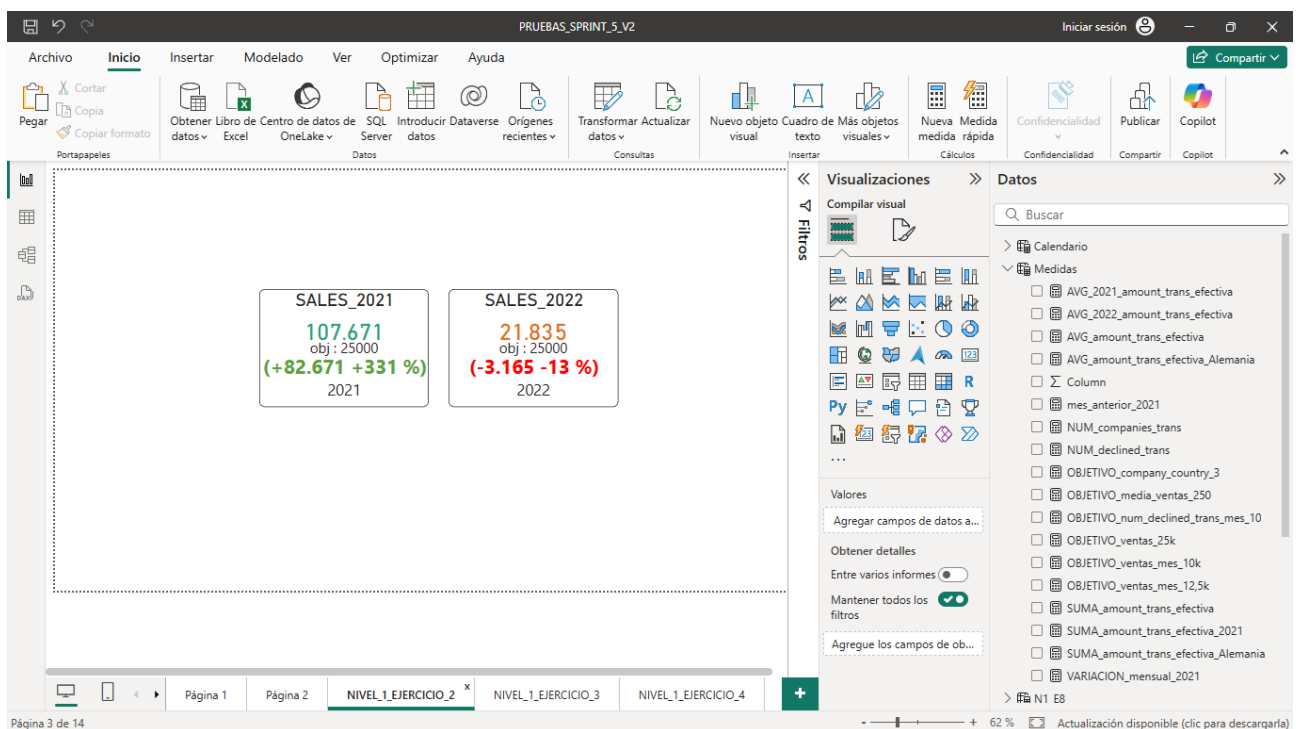 PRUEBAS_SPRINT_5_V2
Iniciar sesión
Archivo Inicio Insertar Modelado Ver Optimizar Ayuda
Compartir
Pegar
Cortar
Copia
Copiar formato
Portapapeles
Obtener datos
Libro de Excel
Centro de datos de OneLake
SQL Server
Introducir datos
Dataverse
Orígenes recientes
Datos
Transformar datos
Actualizar
Consultas
Nuevo objeto visual
Cuadro de texto
Más objetos visuales
Insertar
Nueva medida
Medida rápida
Cálculos
Confidencialidad
Confidencialidad
Publicar
Compartir
Copilot
Copilot
SALES_2021
107.671
obj : 25000
(+82.671 +331 %)
2021
SALES_2022
21.835
obj : 25000
(-3.165 -13 %)
2022
Filtros
Visualizaciones
Compilar visual
123
R
Py
123
...
Valores
Agregar campos de datos a...
Obtener detalles
Entre varios informes
Mantener todos los filtros
Agregue los campos de ob...
Datos
Buscar
Calendario
Medidas
AVG_2021_amount_trans_efectiva
AVG_2022_amount_trans_efectiva
AVG_amount_trans_efectiva
AVG_amount_trans_efectiva_Alemania
Column
mes_anterior_2021
NUM_companies_trans
NUM_declined_trans
OBJETIVO_company_country_3
OBJETIVO_media_ventas_250
OBJETIVO_num_declined_trans_mes_10
OBJETIVO_ventas_25k
OBJETIVO_ventas_mes_10k
OBJETIVO_ventas_mes_12,5k
SUMA_amount_trans_efectiva
SUMA_amount_trans_efectiva_2021
SUMA_amount_trans_efectiva_Alemania
VARIACION_mensual_2021
N1 E8
Página 1 Página 2 NIVEL_1_EJERCICIO_2 x NIVEL_1_EJERCICIO_3 NIVEL_1_EJERCICIO_4 +
Página 3 de 14
- + 62 % Actualización disponible (clic para descargarla)